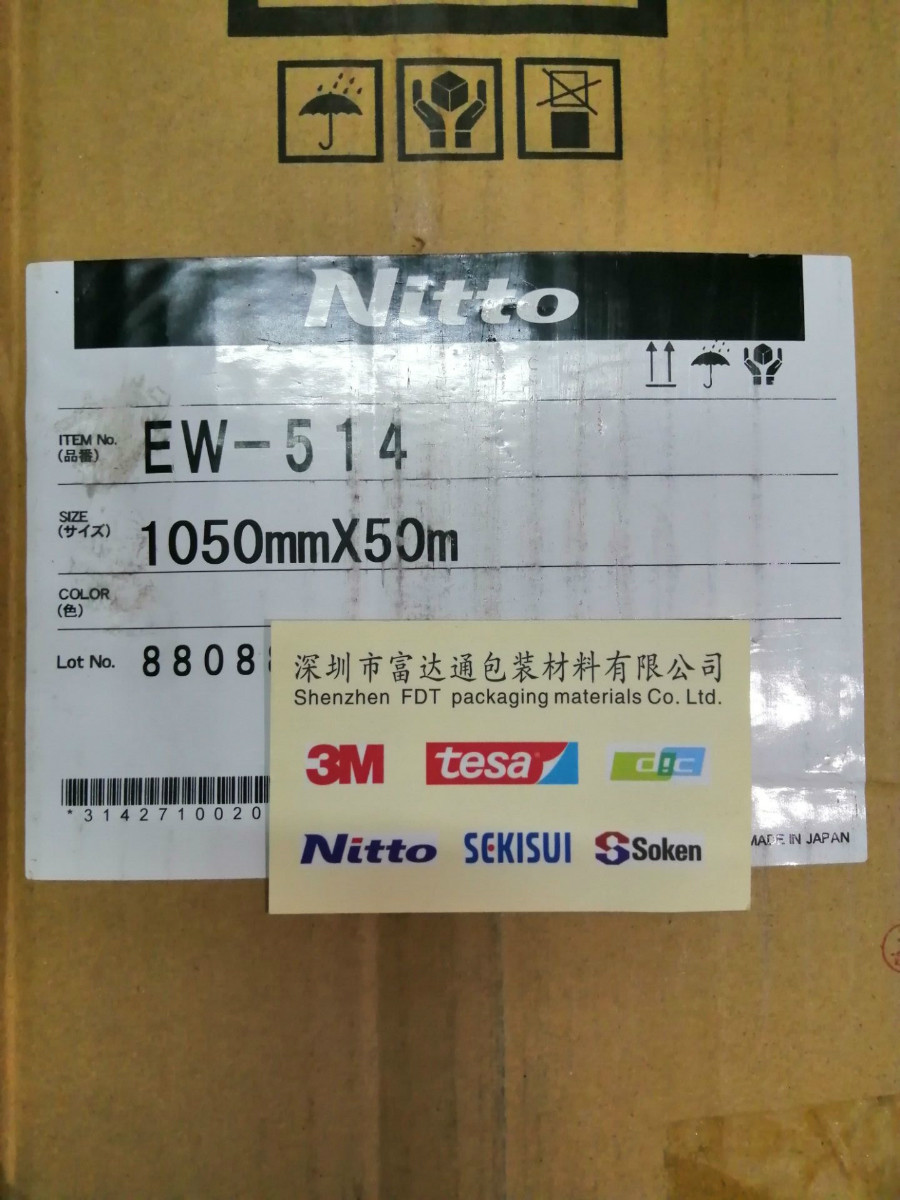 Nitto
ITEM No.
(品番)
EW-514
SIZE
(サイズ)
1050mmX50m
COLOR
(色)
Lot No.
8808
深圳市富达通包装材料有限公司
Shenzhen FDT packaging materials Co. Ltd.
3M tesa dic
*3142710020
Nitto SEKISUI Soken
MADE IN JAPAN